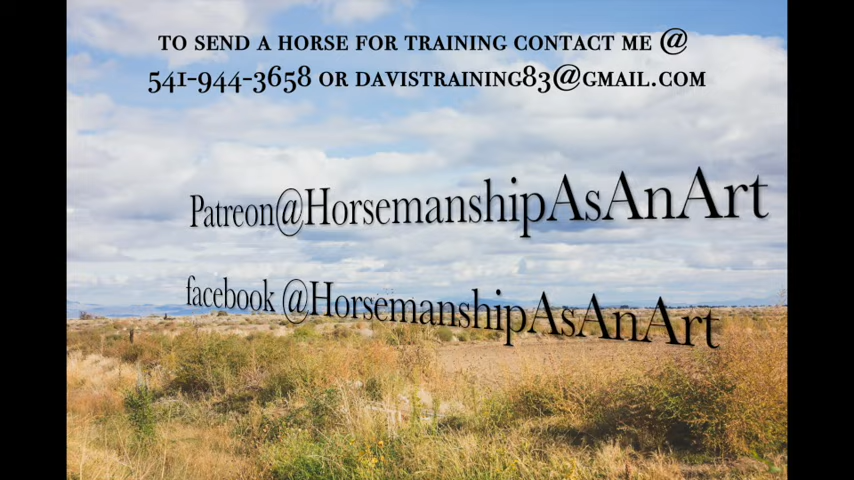 TO SEND A HORSE FOR TRAINING CONTACT ME @
541-944-3658 OR DAVISTRAINING83@GMAIL.COM
Patreon@HorsemanshipAsAnArt
facebook @HorsemanshipAsAnArt